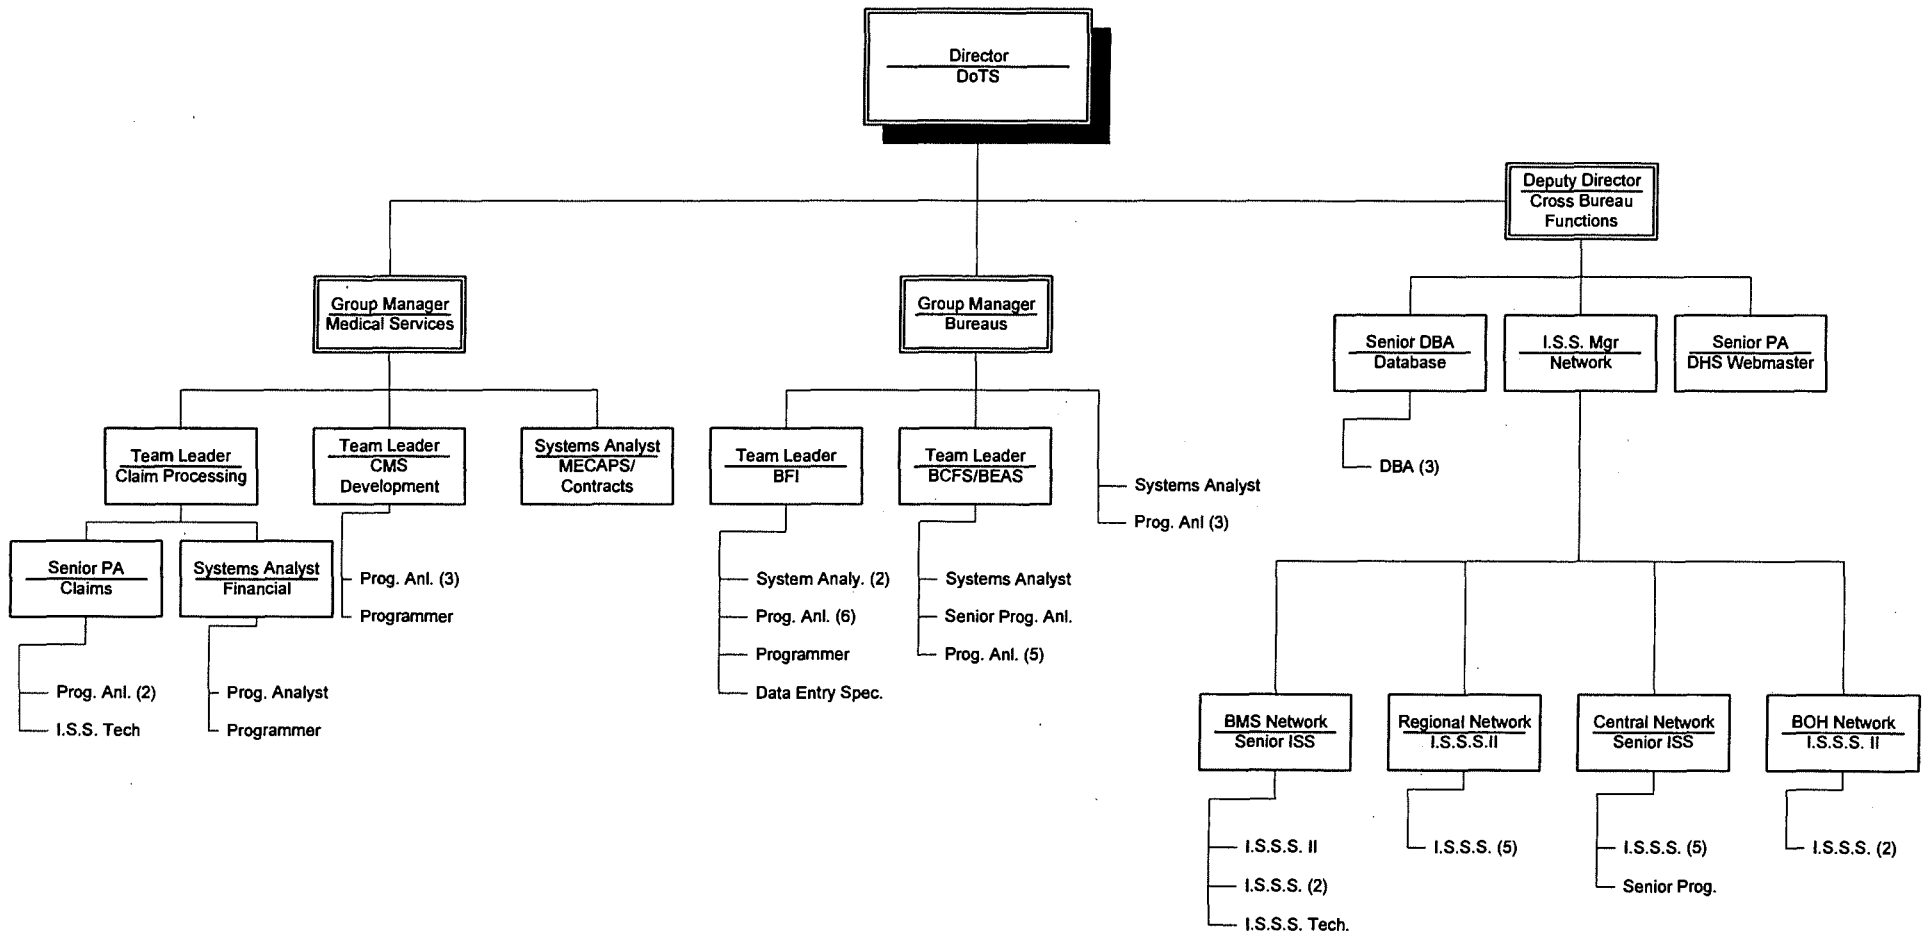 Director
DoTS
Deputy Director
Cross Bureau
Functions
Group Manager
Medical Services
Group Manager
Bureaus
Senior DBA
Database
I.S.S. Mgr
Network
Senior PA
DHS Webmaster
Team Leader
Claim Processing
Team Leader
CMS
Development
Systems Analyst
MECAPS/
Contracts
Team Leader
BFI
Team Leader
BCFS/BEAS
Systems Analyst
Prog. Anl (3)
DBA (3)
Senior PA
Claims
Systems Analyst
Financial
Prog. Anl. (3)
Programmer
System Analy. (2)
Prog. Anl. (6)
Programmer
Data Entry Spec.
Systems Analyst
Senior Prog. Anl.
Prog. Anl. (5)
Prog. Anl. (2)
I.S.S. Tech
Prog. Analyst
Programmer
BMS Network
Senior ISS
Regional Network
I.S.S.S.II
Central Network
Senior ISS
BOH Network
I.S.S.S. II
I.S.S.S. II
I.S.S.S. (2)
I.S.S.S. Tech.
I.S.S.S. (5)
I.S.S.S. (5)
Senior Prog.
I.S.S.S. (2)